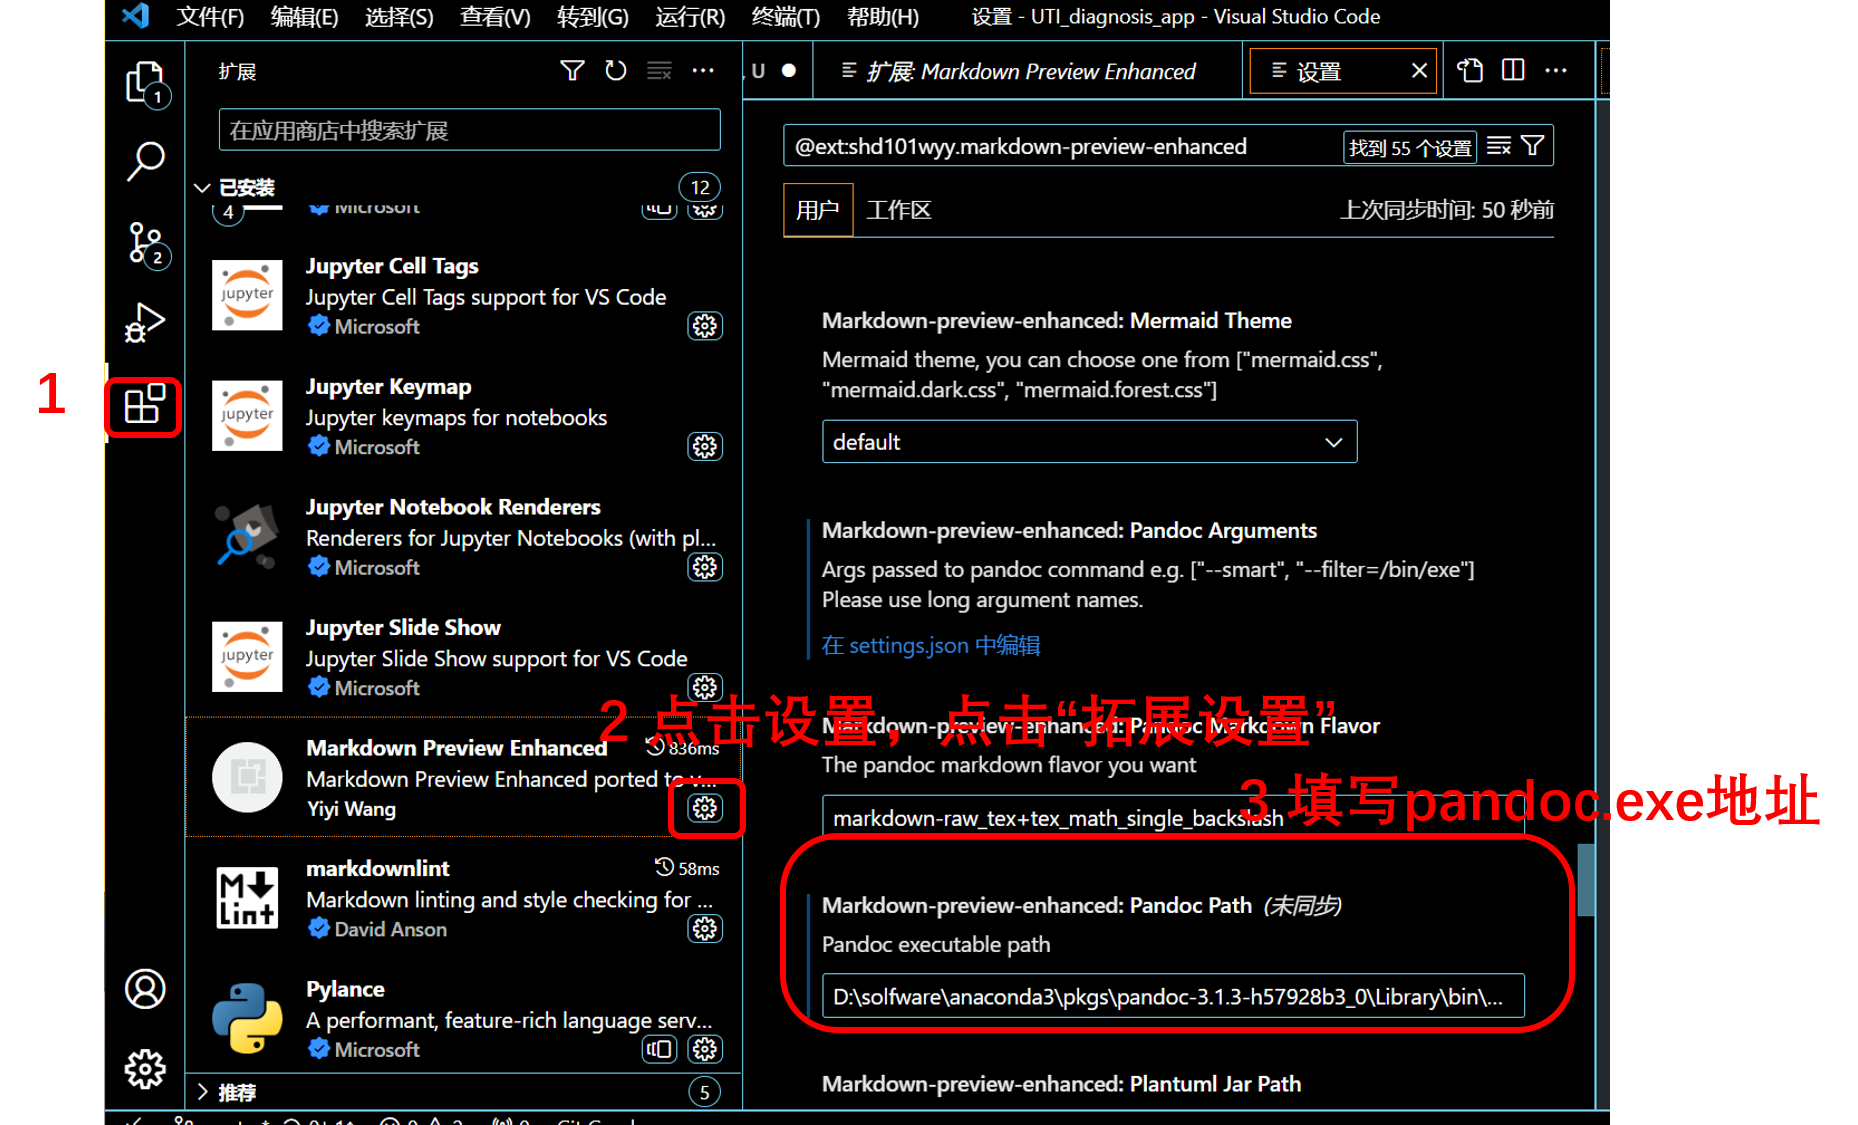 文件(F) 编辑(E) 选择(S) 查看(V) 转到(G) 运行(R) 终端(T) 帮助(H) 设置 - UTI_diagnosis_app - Visual Studio Code
扩展
U
扩展: Markdown Preview Enhanced
设置
1
在应用商店中搜索扩展
@ext:shd101wyy.markdown-preview-enhanced
找到 55 个设置
已安装
12
4
Microsoft
用户 工作区
上次同步时间: 50 秒前
2
Jupyter Cell Tags
Jupyter Cell Tags support for VS Code
Microsoft
jupyter
Jupyter Keymap
Jupyter keymaps for notebooks
Microsoft
jupyter
1
Jupyter Notebook Renderers
Renderers for Jupyter Notebooks (with pl...
Microsoft
Jupyter Slide Show
Jupyter Slide Show support for VS Code
Microsoft
jupyter
Markdown Preview Enhanced
836ms
Markdown Preview Enhanced ported to v...
Yiyi Wang
markdownlint
58ms
Markdown linting and style checking for ...
David Anson
M
Lint
Pylance
A performant, feature-rich language serv...
Microsoft
推荐
5
Markdown-preview-enhanced: Mermaid Theme
Mermaid theme, you can choose one from ["mermaid.css",
"mermaid.dark.css", "mermaid.forest.css"]
default
Markdown-preview-enhanced: Pandoc Arguments
Args passed to pandoc command e.g. ["--smart", "--filter=/bin/exe"]
Please use long argument names.
在 settings.json 中编辑
2 点击设置，点击“拓展设置”
Markdown-preview-enhanced: Pandoc Markdown Flavor
The pandoc markdown flavor you want
3 填写pandoc.exe地址
markdown-raw_tex+tex_math_single_backslash
Markdown-preview-enhanced: Pandoc Path (未同步)
Pandoc executable path
D:\solfware\anaconda3\pkgs\pandoc-3.1.3-h57928b3_0\Library\bin\...
Markdown-preview-enhanced: Plantuml Jar Path